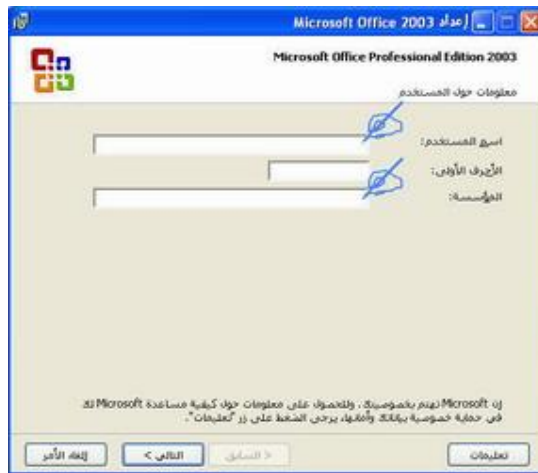 إعداد Microsoft Office 2003
Microsoft Office Professional Edition 2003
معلومات حول المستخدم
اسم المستخدم:
الأحرف الأولى:
المؤسسة:
إن Microsoft تهتم بخصوصيتك. وللحصول على معلومات حول كيفية مساعدة Microsoft لك
في حماية خصوصية بياناتك وأمانها، يرجى الضغط على زر "تعليمات".
تعليمات
< السابق
التالي >
إلغاء الأمر